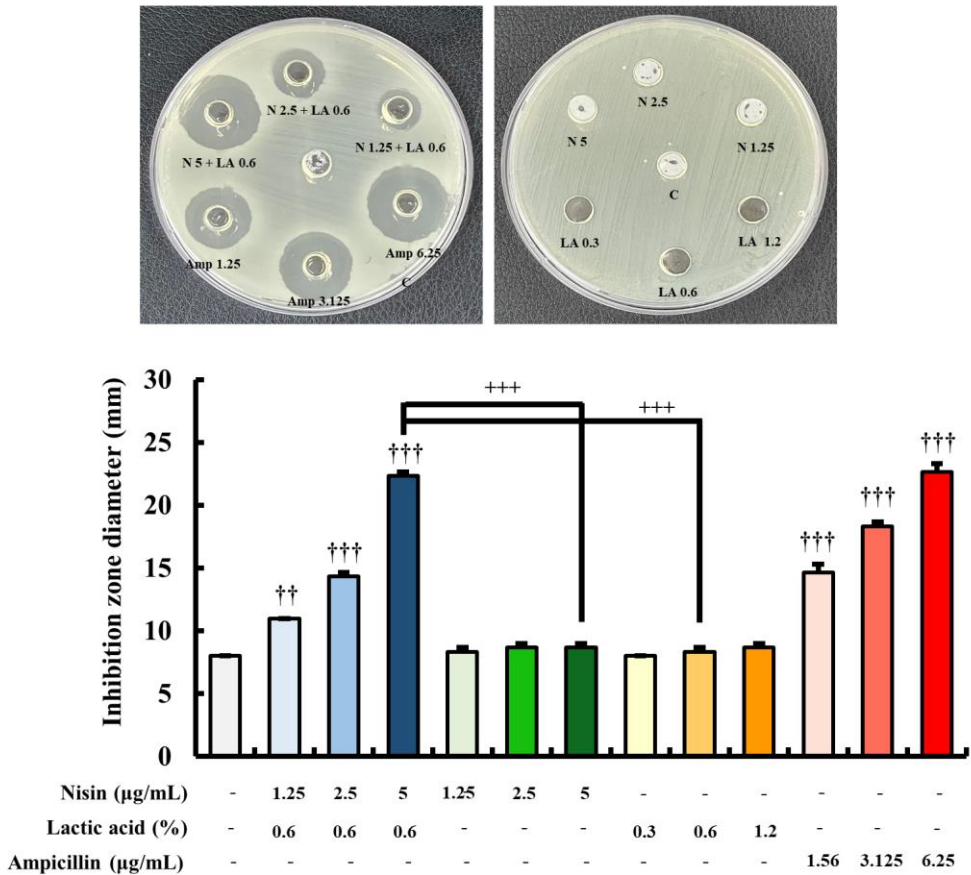 N 2.5 + LA 0.6
N 1.25 + LA 0.6
N 5 + LA 0.6
Amp 1.25
Amp 6.25
Amp 3.125
C
N 2.5
N 5
N 1.25
C
LA 0.3
LA 1.2
LA 0.6
Inhibition zone diameter (mm)
30
25
20
15
10
5
0
+++
+++
††
†††
†††
†††
†††
†††
Nisin (µg/mL) - 1.25 2.5 5 1.25 2.5 5 - - - - - -
Lactic acid (%) - 0.6 0.6 0.6 - - - 0.3 0.6 1.2 - - -
Ampicillin (µg/mL) - - - - - - - - - - 1.56 3.125 6.25